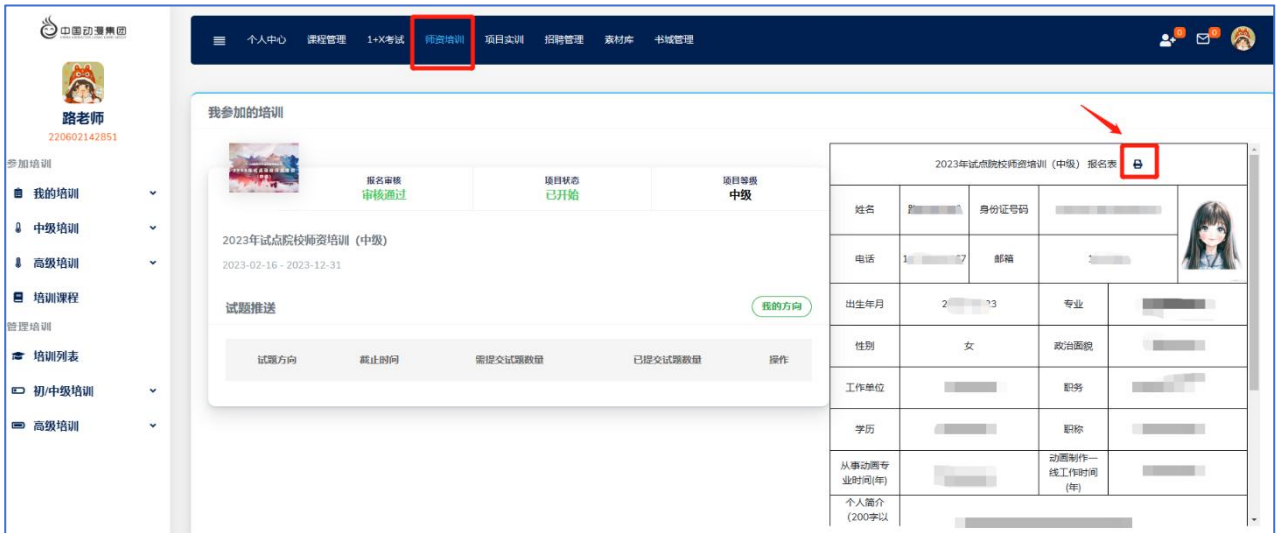 中国动漫集团
路老师
220602142851
参加培训
我的培训
中级培训
高级培训
培训课程
管理培训
培训列表
初/中级培训
高级培训
个人中心 课程管理 1+X考试 师资培训 项目实训 招聘管理 素材库 书城管理
0 0
我参加的培训
报名审核 项目状态 项目等级
审核通过 已开始 中级
2023年试点院校师资培训（中级）
2023-02-16 - 2023-12-31
试题推送 我的方向
试题方向 截止时间 需提交试题数量 已提交试题数量 操作
2023年试点院校师资培训（中级）报名表
姓名 身份证号码
电话 邮箱
出生年月 专业
性别 女 政治面貌
工作单位 职务
学历 职称
从事动画专
业时间(年)
动画制作一
线工作时间
(年)
个人简介
（200字以